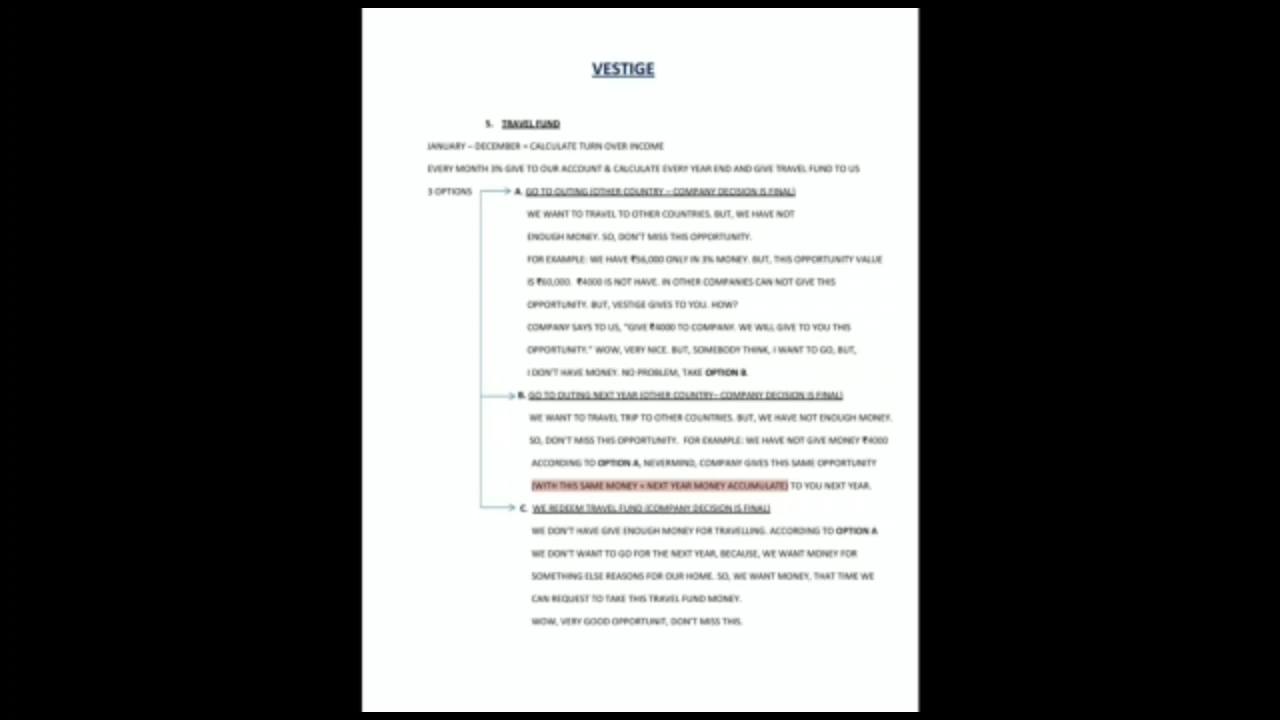 VESTIGE
5. TRAVEL FUND
JANUARY – DECEMBER = CALCULATE TURN OVER INCOME
EVERY MONTH 3% GIVE TO OUR ACCOUNT & CALCULATE EVERY YEAR END AND GIVE TRAVEL FUND TO US
3 OPTIONS A. GO TO OUTING (OTHER COUNTRY – COMPANY DECISION IS FINAL)
WE WANT TO TRAVEL TO OTHER COUNTRIES. BUT, WE HAVE NOT
ENOUGH MONEY. SO, DON'T MISS THIS OPPORTUNITY.
FOR EXAMPLE: WE HAVE ₹56,000 ONLY IN 3% MONEY. BUT, THIS OPPORTUNITY VALUE
IS ₹60,000. ₹4000 IS NOT HAVE. IN OTHER COMPANIES CAN NOT GIVE THIS
OPPORTUNITY. BUT, VESTIGE GIVES TO YOU. HOW?
COMPANY SAYS TO US, "GIVE ₹4000 TO COMPANY. WE WILL GIVE TO YOU THIS
OPPORTUNITY." WOW, VERY NICE. BUT, SOMEBODY THINK, I WANT TO GO, BUT,
I DON'T HAVE MONEY. NO PROBLEM, TAKE OPTION B.
B. GO TO OUTING NEXT YEAR (OTHER COUNTRY– COMPANY DECISION IS FINAL)
WE WANT TO TRAVEL TRIP TO OTHER COUNTRIES. BUT, WE HAVE NOT ENOUGH MONEY.
SO, DON'T MISS THIS OPPORTUNITY. FOR EXAMPLE: WE HAVE NOT GIVE MONEY ₹4000
ACCORDING TO OPTION A, NEVERMIND, COMPANY GIVES THIS SAME OPPORTUNITY
(WITH THIS SAME MONEY + NEXT YEAR MONEY ACCUMULATE) TO YOU NEXT YEAR.
C. WE REDEEM TRAVEL FUND (COMPANY DECISION IS FINAL)
WE DON'T HAVE GIVE ENOUGH MONEY FOR TRAVELLING. ACCORDING TO OPTION A
WE DON'T WANT TO GO FOR THE NEXT YEAR, BECAUSE, WE WANT MONEY FOR
SOMETHING ELSE REASONS FOR OUR HOME. SO, WE WANT MONEY, THAT TIME WE
CAN REQUEST TO TAKE THIS TRAVEL FUND MONEY.
WOW, VERY GOOD OPPORTUNIT, DON'T MISS THIS.